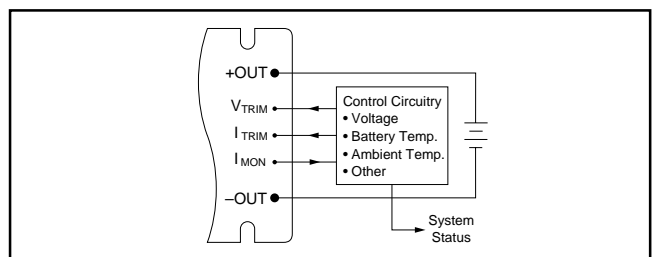 +OUT
VTRIM
ITRIM
IMON
–OUT
Control Circuitry
• Voltage
• Battery Temp.
• Ambient Temp.
• Other
System
Status